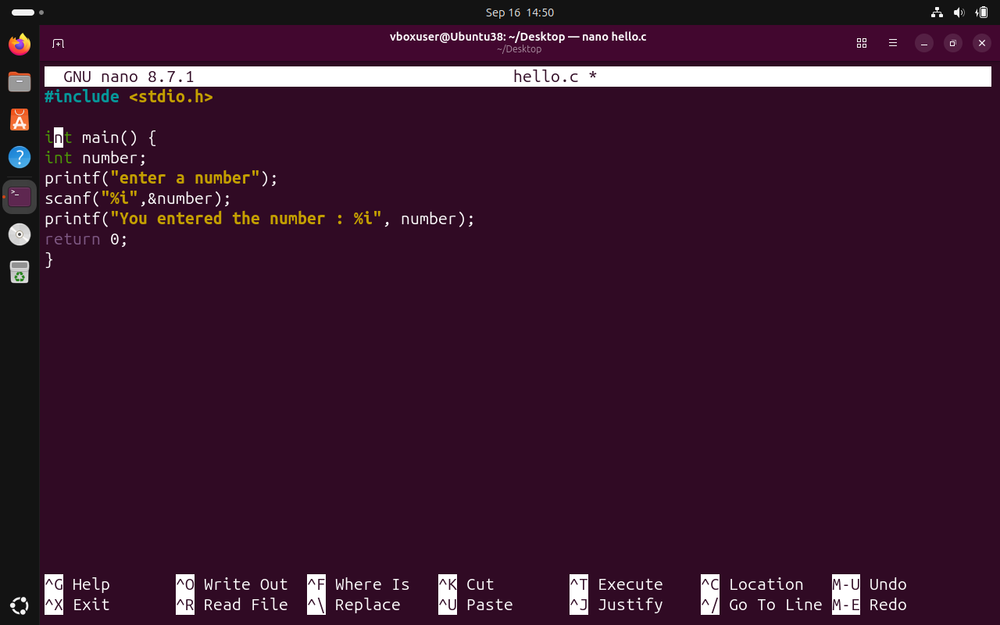 Sep 16 14:50
vboxuser@Ubuntu38: ~/Desktop — nano hello.c
~/Desktop
GNU nano 8.7.1 hello.c *
#include <stdio.h>
int main() {
int number;
printf("enter a number");
scanf("%i",&number);
printf("You entered the number : %i", number);
return 0;
}
^G Help ^O Write Out ^F Where Is ^K Cut ^T Execute ^C Location M-U Undo
^X Exit ^R Read File ^\ Replace ^U Paste ^J Justify ^/ Go To Line M-E Redo